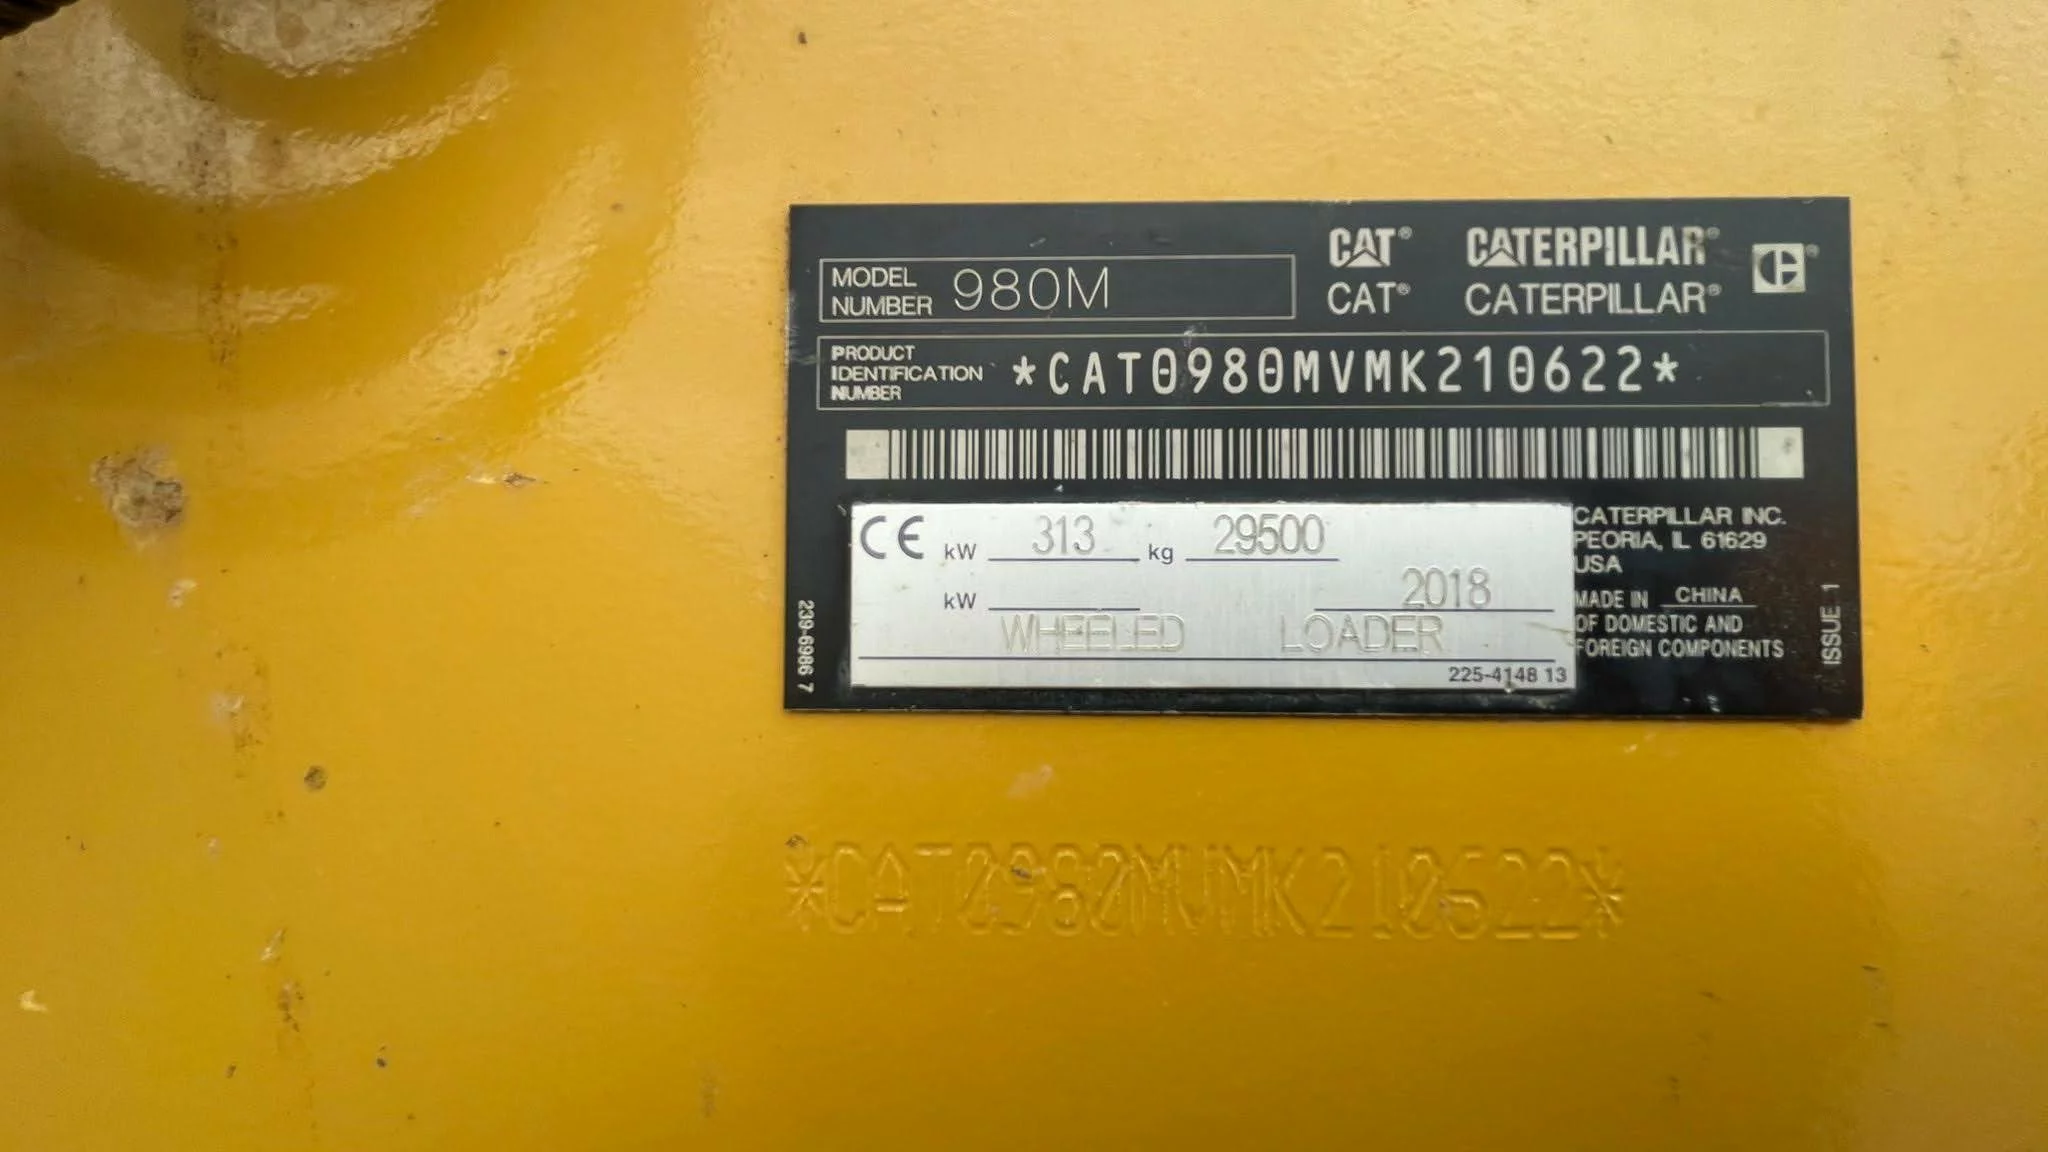 MODEL NUMBER 980M
CAT® CATERPILLAR®
CAT® CATERPILLAR®
PRODUCT IDENTIFICATION NUMBER *CAT0980MVMK210622*
CE kW 313 kg 29500
kW 2018
WHEELED LOADER
225-4148 13
CATERPILLAR INC.
PEORIA, IL 61629
USA
MADE IN CHINA
OF DOMESTIC AND
FOREIGN COMPONENTS
239-6986 7
ISSUE 1
*CAT0980MVMK210622*